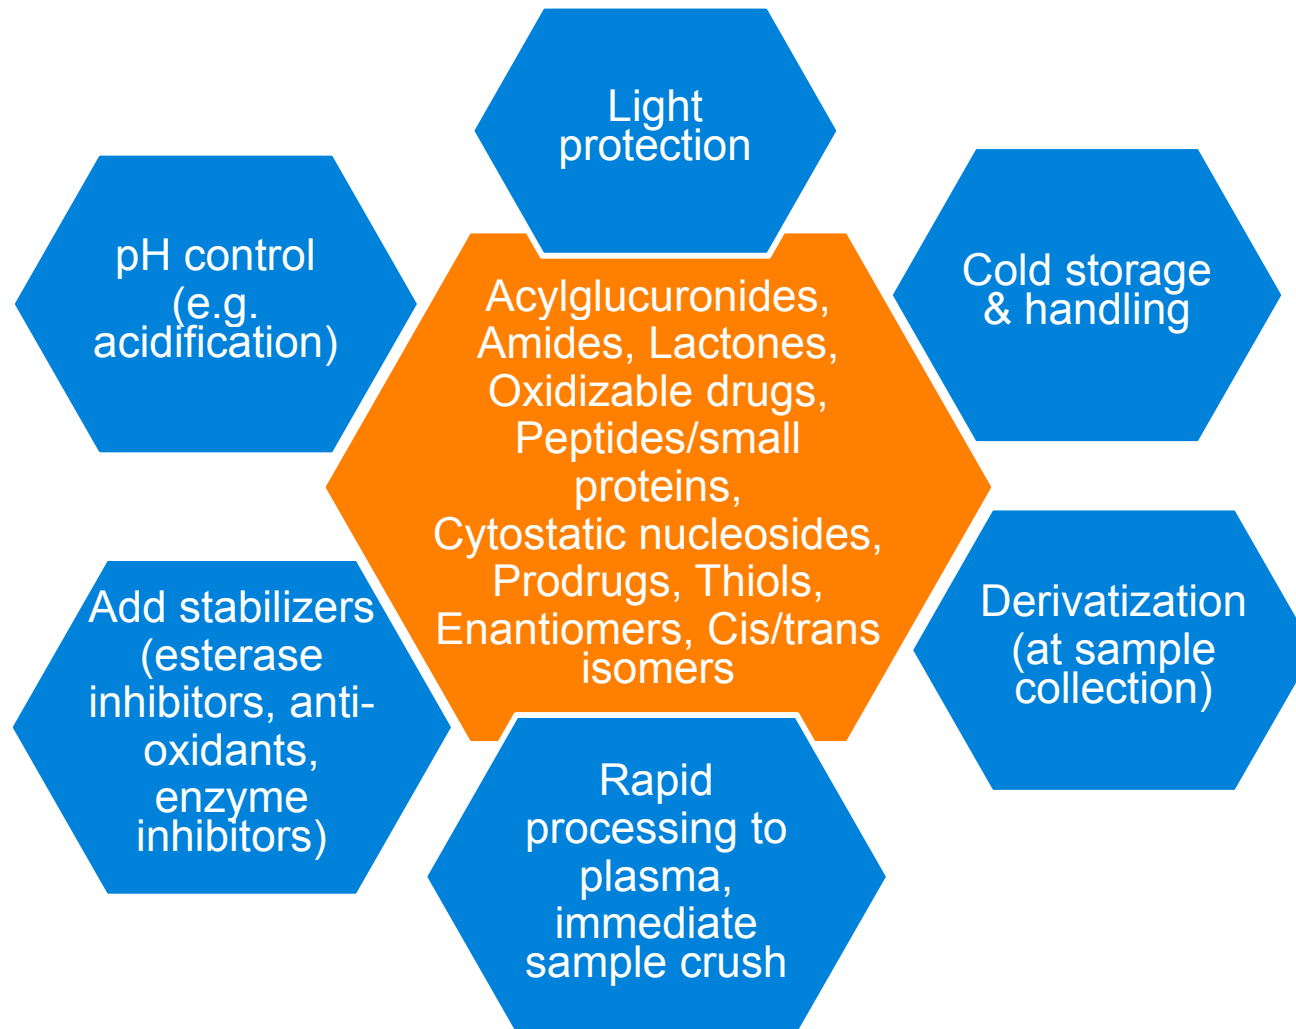 Light
protection
pH control
(e.g.
acidification)
Cold storage
& handling
Acylglucuronides,
Amides, Lactones,
Oxidizable drugs,
Peptides/small
proteins,
Cytostatic nucleosides,
Prodrugs, Thiols,
Enantiomers, Cis/trans
isomers
Add stabilizers
(esterase
inhibitors, anti-
oxidants,
enzyme
inhibitors)
Derivatization
(at sample
collection)
Rapid
processing to
plasma,
immediate
sample crush